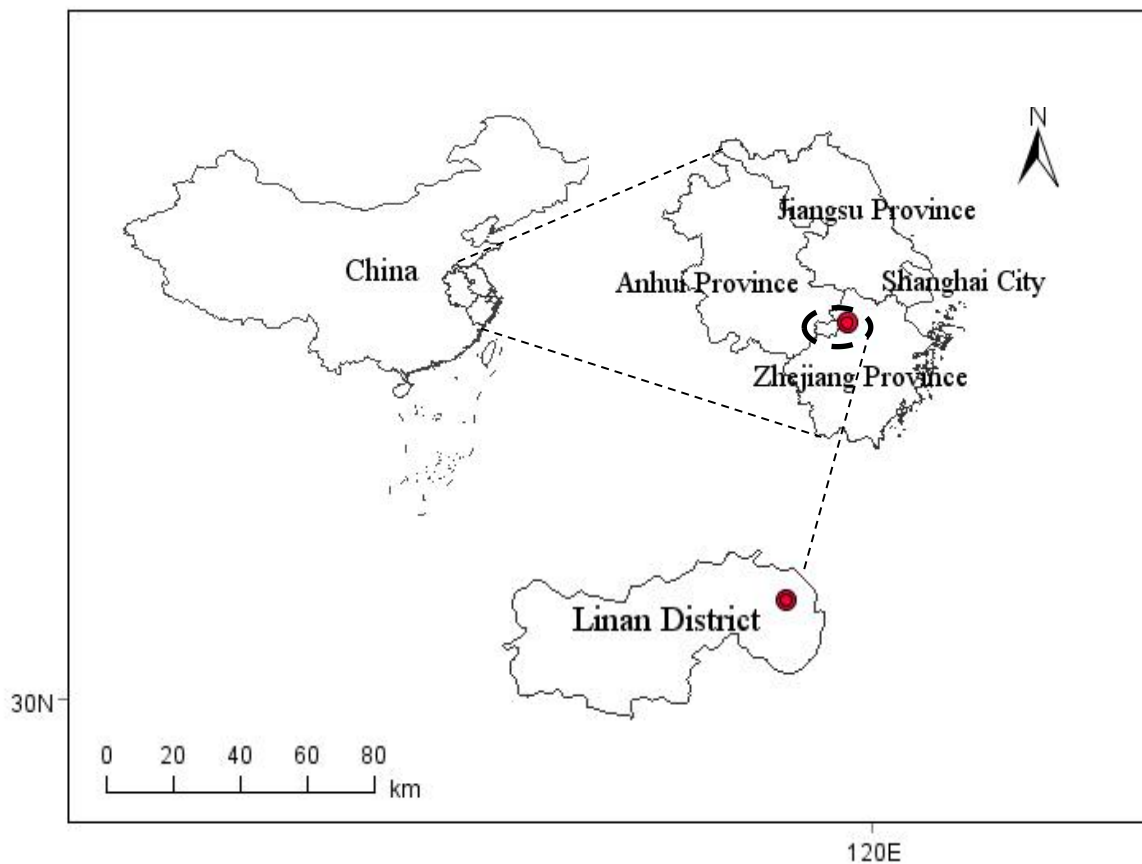 N
Jiangsu Province
China
Anhui Province
Shanghai City
Zhejiang Province
Linan District
30N
0 20 40 60 80
km
120E